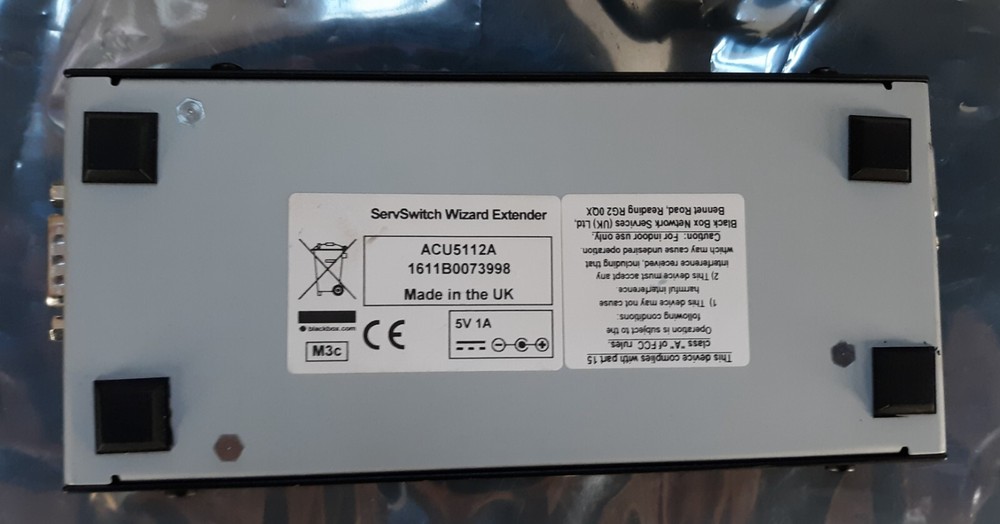 ServSwitch Wizard Extender
ACU5112A
1611B0073998
Made in the UK
blackbox.com
M3c
CE
5V 1A
This device complies with part 15
class "A" of FCC rules.
Operation is subject to the
following conditions:
1) This device may not cause
harmful interference.
2) This device must accept any
interference received, including that
which may cause undesired operation.
Caution: For indoor use only.
Black Box Network Services (UK) Ltd,
Bennet Road, Reading RG2 0QX